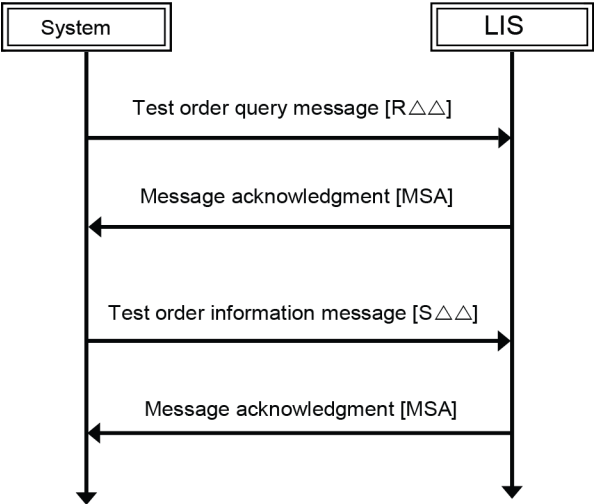 System
LIS
Test order query message [R△△]
Message acknowledgment [MSA]
Test order information message [S△△]
Message acknowledgment [MSA]